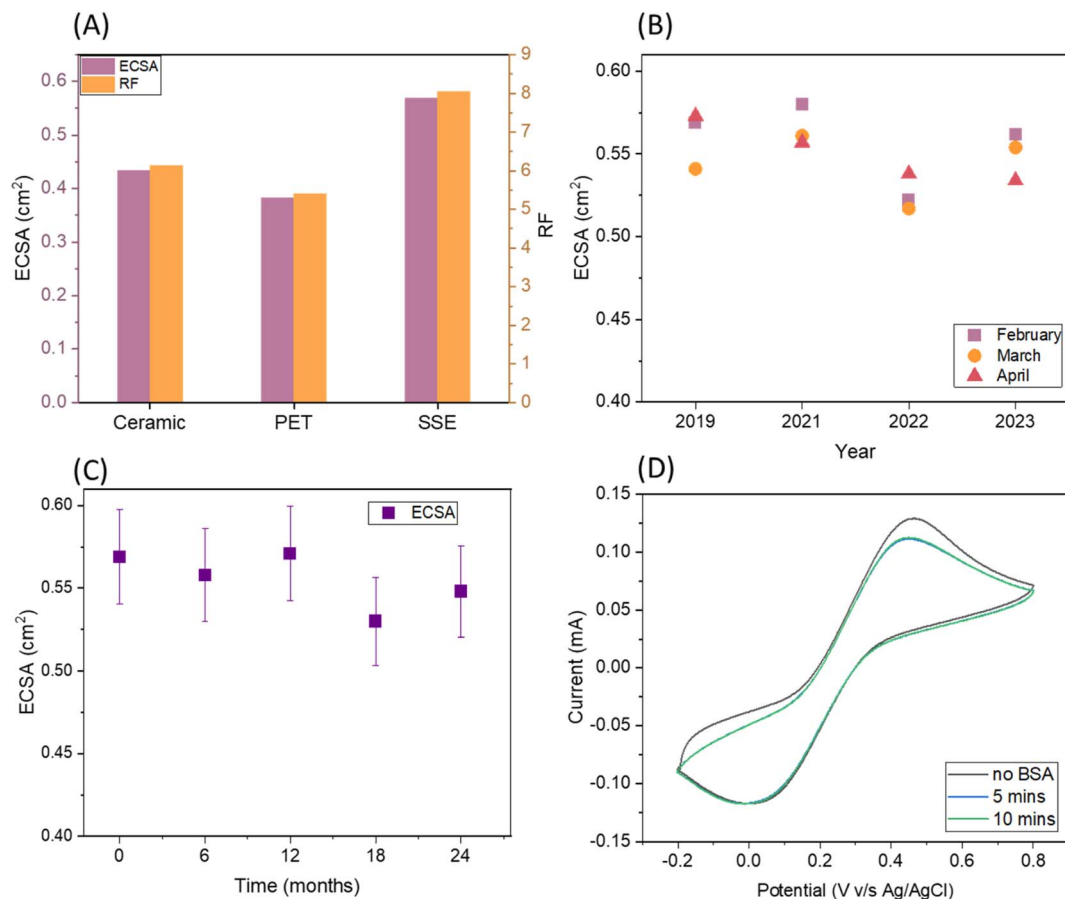 (A)
ECSA
RF
ECSA (cm²)
0.6
0.5
0.4
0.3
0.2
0.1
0.0
9
8
7
6
5
4
3
2
1
0
RF
Ceramic PET SSE
(B)
ECSA (cm²)
0.60
0.55
0.50
0.45
0.40
February
March
April
2019 2021 2022 2023
Year
(C)
ECSA
ECSA (cm²)
0.60
0.55
0.50
0.45
0.40
0 6 12 18 24
Time (months)
(D)
Current (mA)
0.15
0.10
0.05
0.00
-0.05
-0.10
-0.15
no BSA
5 mins
10 mins
-0.2 0.0 0.2 0.4 0.6 0.8
Potential (V v/s Ag/AgCl)